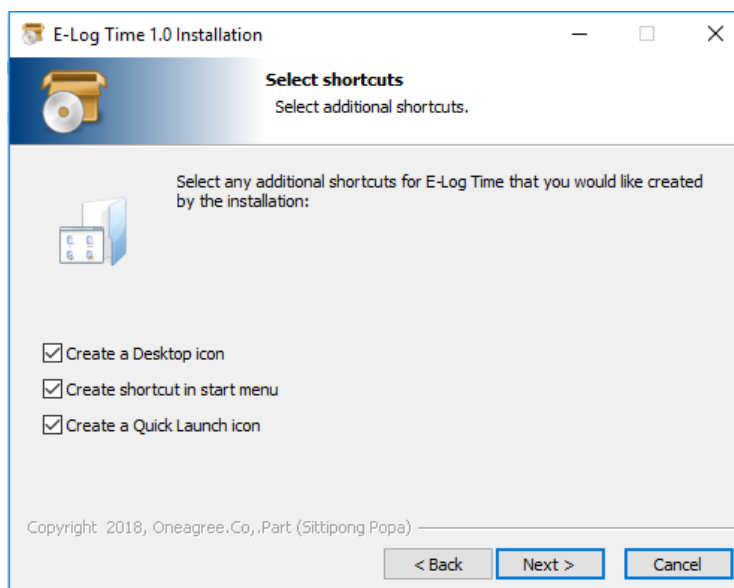 E-Log Time 1.0 Installation
Select shortcuts
Select additional shortcuts.
Select any additional shortcuts for E-Log Time that you would like created
by the installation:
Create a Desktop icon
Create shortcut in start menu
Create a Quick Launch icon
Copyright 2018, Oneagree.Co,.Part (Sittipong Popa)
< Back Next > Cancel